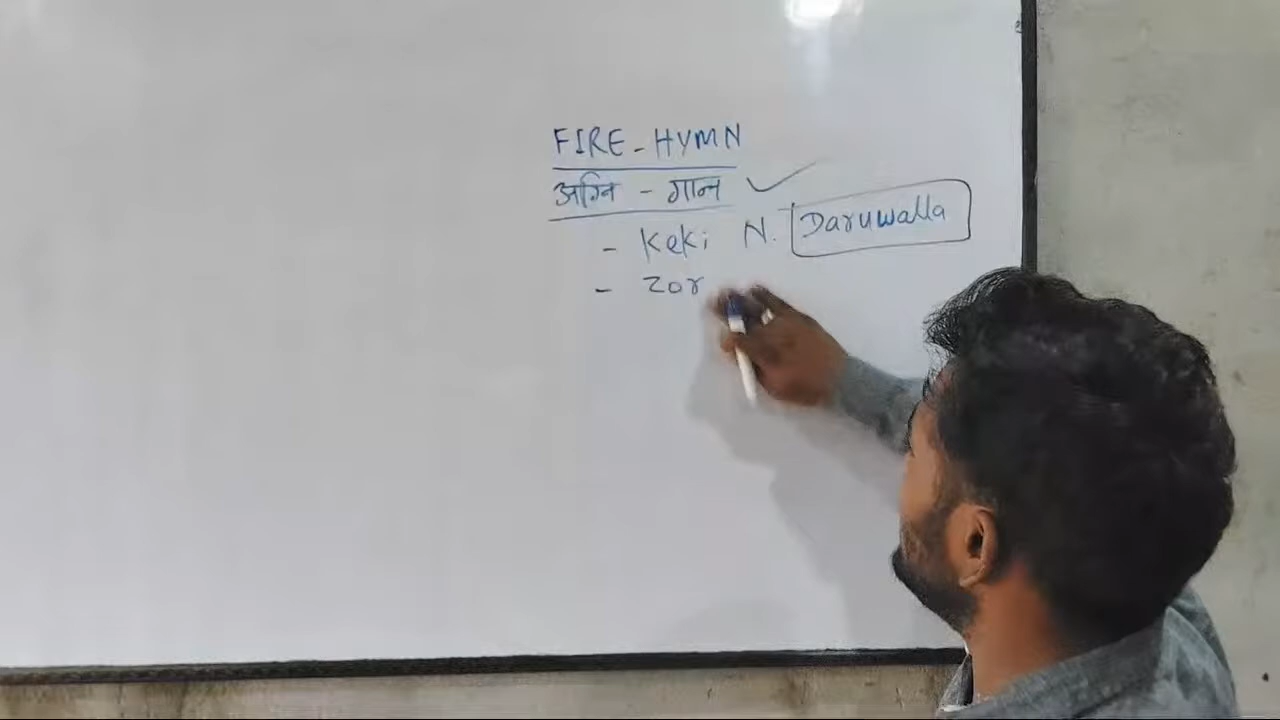 FIRE - HYMN
अग्नि - गान
- Keki N. Daruwalla
- Zor